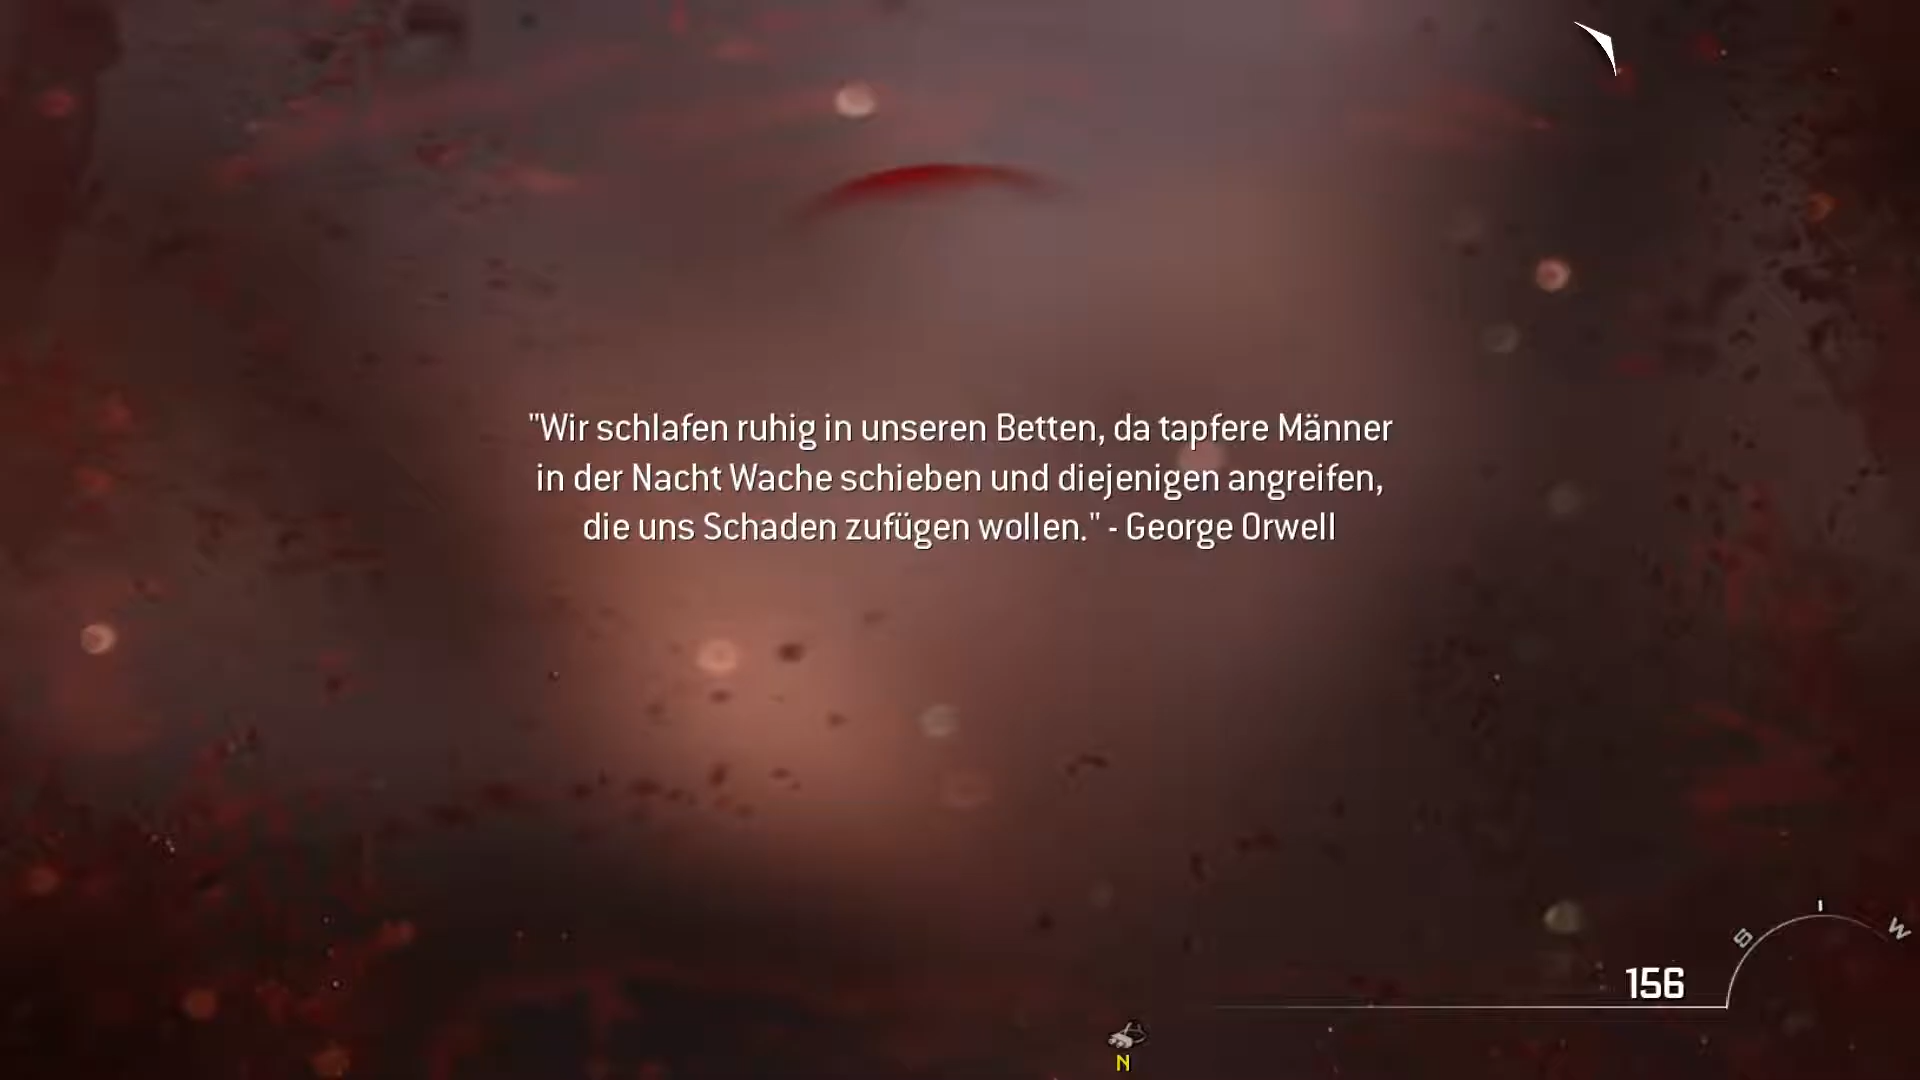 "Wir schlafen ruhig in unseren Betten, da tapfere Männer
in der Nacht Wache schieben und diejenigen angreifen,
die uns Schaden zufügen wollen." - George Orwell
S
W
156
N